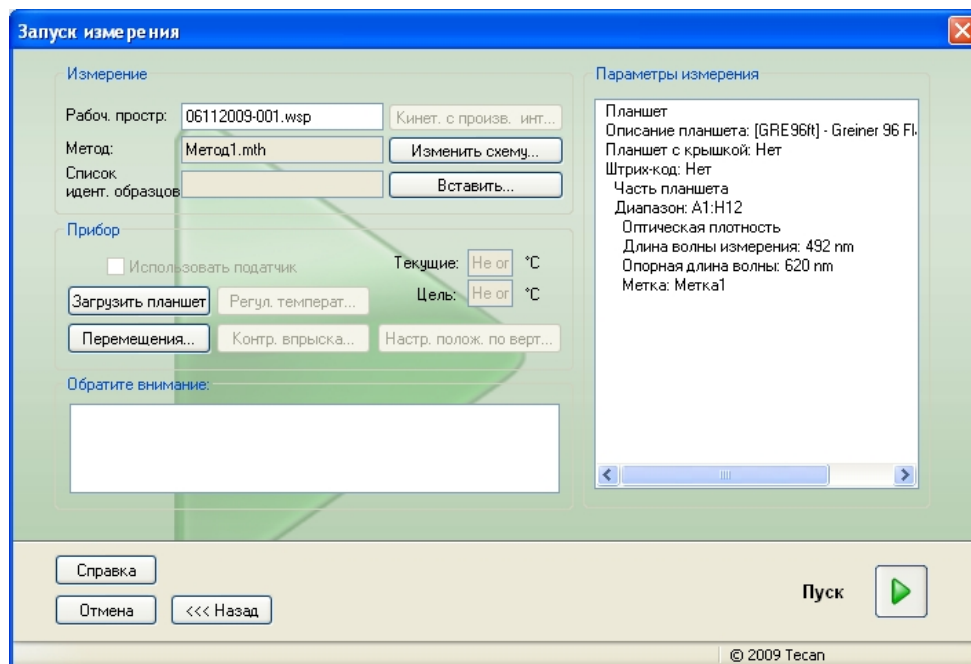 Запуск измерения
Измерение
Рабоч. простр: 06112009-001.wsp Кинет. с произв. инт...
Метод: Метод1.mth Изменить схему...
Список
идент. образцов Вставить...
Прибор
Использовать податчик
Текущие: Не ог °C
Загрузить планшет Регул. температ... Цель: Не ог °C
Перемещения... Контр. впрыска... Настр. полож. по верт...
Обратите внимание:
Параметры измерения
Планшет
Описание планшета: [GRE96ft] - Greiner 96 Fl
Планшет с крышкой: Нет
Штрих-код: Нет
Часть планшета
Диапазон: A1:H12
Оптическая плотность
Длина волны измерения: 492 nm
Опорная длина волны: 620 nm
Метка: Метка1
Справка
Отмена <<< Назад
Пуск
© 2009 Tecan